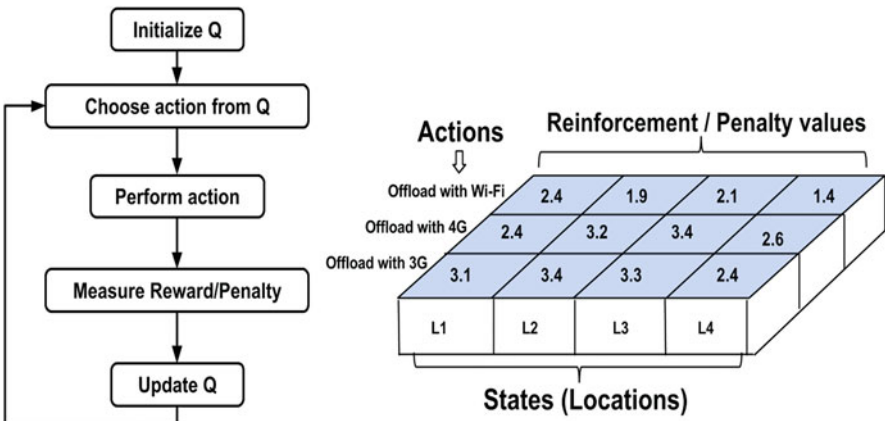 Initialize Q
Choose action from Q
Perform action
Measure Reward/Penalty
Update Q
Actions
Reinforcement / Penalty values
Offload with Wi-Fi
2.4 1.9 2.1 1.4
Offload with 4G
2.4 3.2 3.4 2.6
Offload with 3G
3.1 3.4 3.3 2.4
L1 L2 L3 L4
States (Locations)